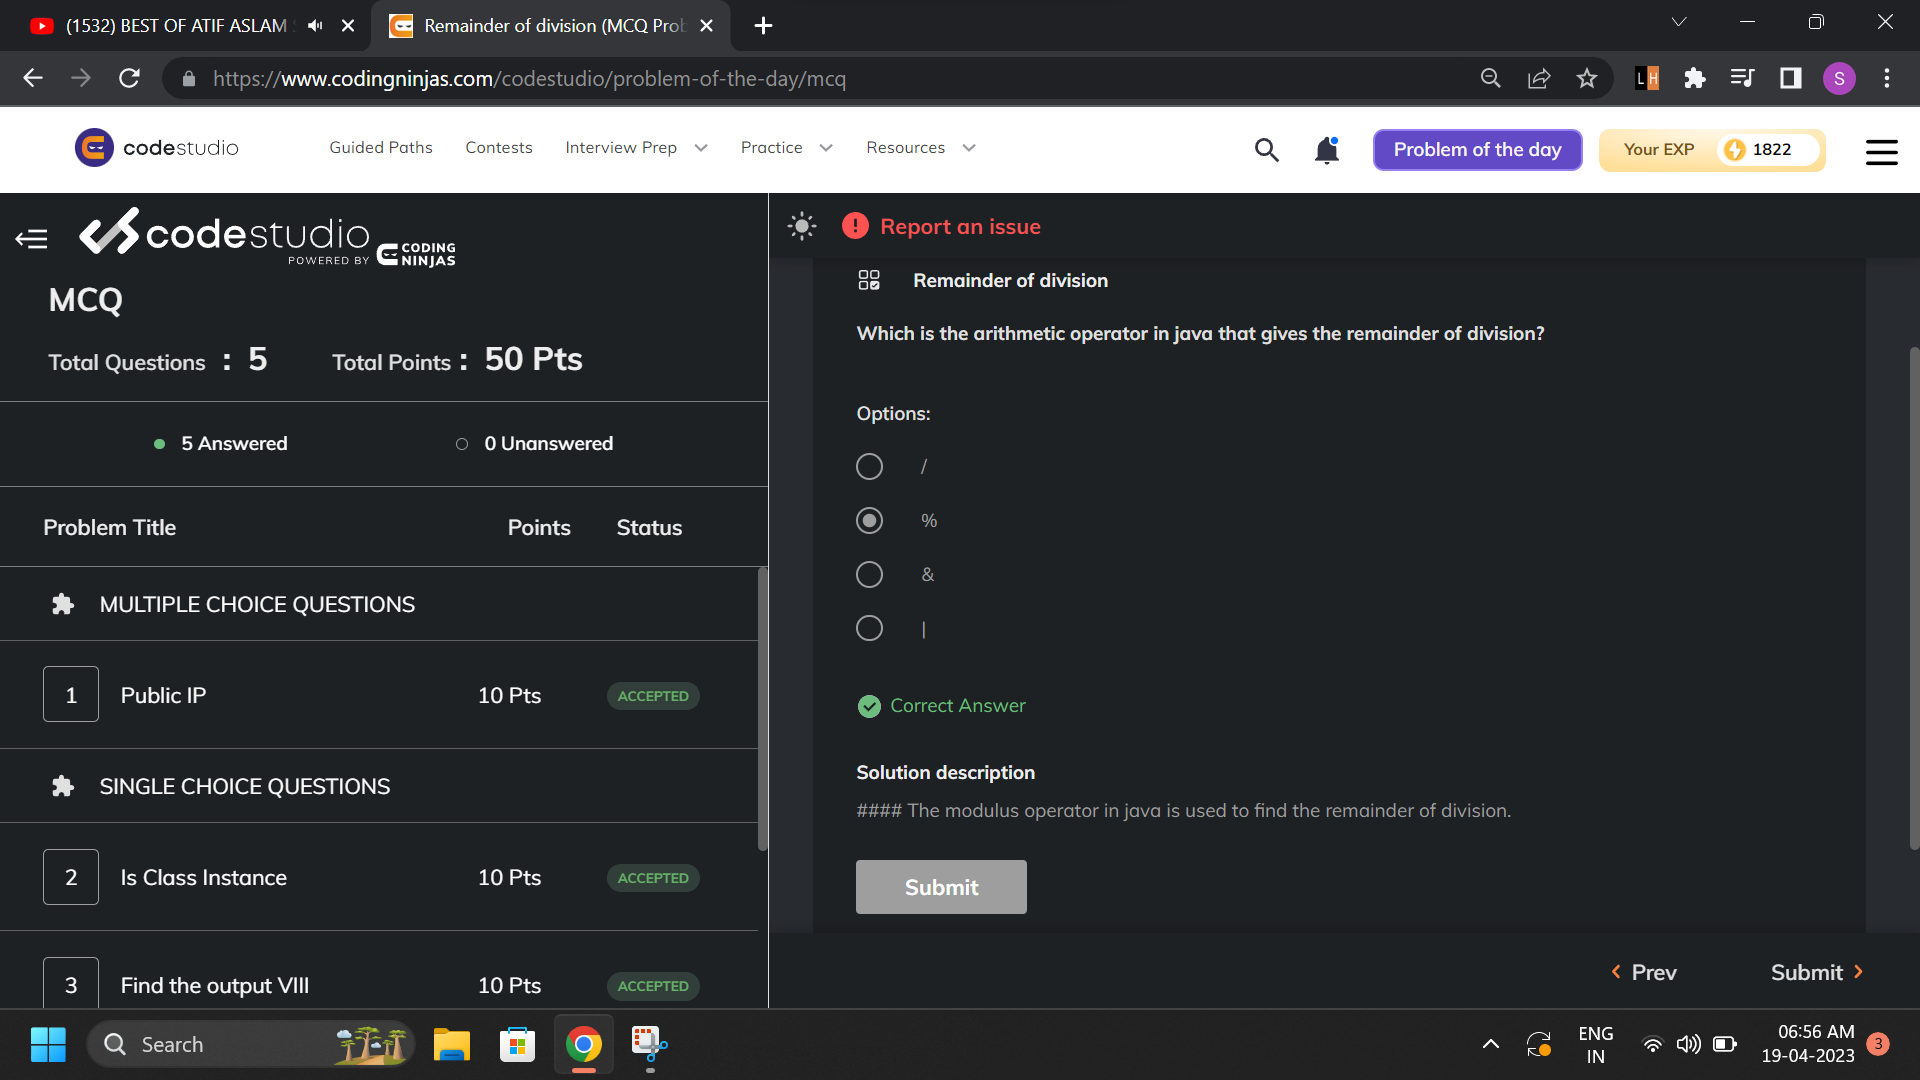 (1532) BEST OF ATIF ASLAM
Remainder of division (MCQ Prob
https://www.codingninjas.com/codestudio/problem-of-the-day/mcq
LH
S
codestudio
Guided Paths
Contests
Interview Prep
Practice
Resources
Problem of the day
Your EXP
1822
codestudio
POWERED BY CODING NINJAS
MCQ
Total Questions : 5
Total Points : 50 Pts
5 Answered
0 Unanswered
Problem Title
Points
Status
MULTIPLE CHOICE QUESTIONS
1
Public IP
10 Pts
ACCEPTED
SINGLE CHOICE QUESTIONS
2
Is Class Instance
10 Pts
ACCEPTED
3
Find the output VIII
10 Pts
ACCEPTED
Report an issue
Remainder of division
Which is the arithmetic operator in java that gives the remainder of division?
Options:
/
%
&
|
Correct Answer
Solution description
#### The modulus operator in java is used to find the remainder of division.
Submit
Prev
Submit
Search
ENG
IN
06:56 AM
19-04-2023
3